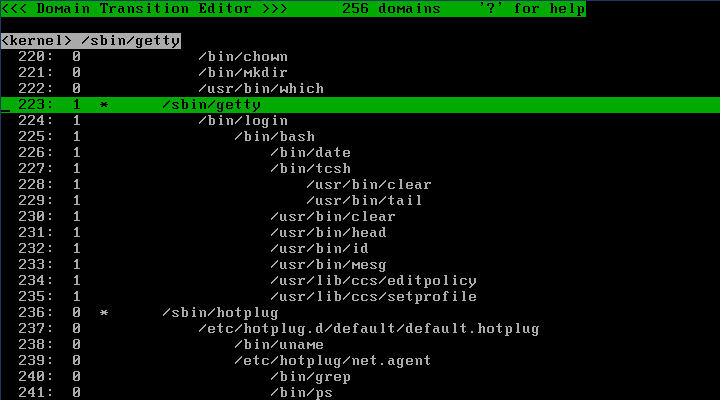 <<< Domain Transition Editor >>>      256 domains    '?' for help
<kernel> /sbin/getty
220:  0             /bin/chown
221:  0             /bin/mkdir
222:  0             /usr/bin/which
223:  1  *      /sbin/getty
224:  1             /bin/login
225:  1                 /bin/bash
226:  1                     /bin/date
227:  1                     /bin/tcsh
228:  1                         /usr/bin/clear
229:  1                         /usr/bin/tail
230:  1                     /usr/bin/clear
231:  1                     /usr/bin/head
232:  1                     /usr/bin/id
233:  1                     /usr/bin/mesg
234:  1                     /usr/lib/ccs/editpolicy
235:  1                     /usr/lib/ccs/setprofile
236:  0  *      /sbin/hotplug
237:  0             /etc/hotplug.d/default/default.hotplug
238:  0                 /bin/uname
239:  0                 /etc/hotplug/net.agent
240:  0                     /bin/grep
241:  0                     /bin/ps